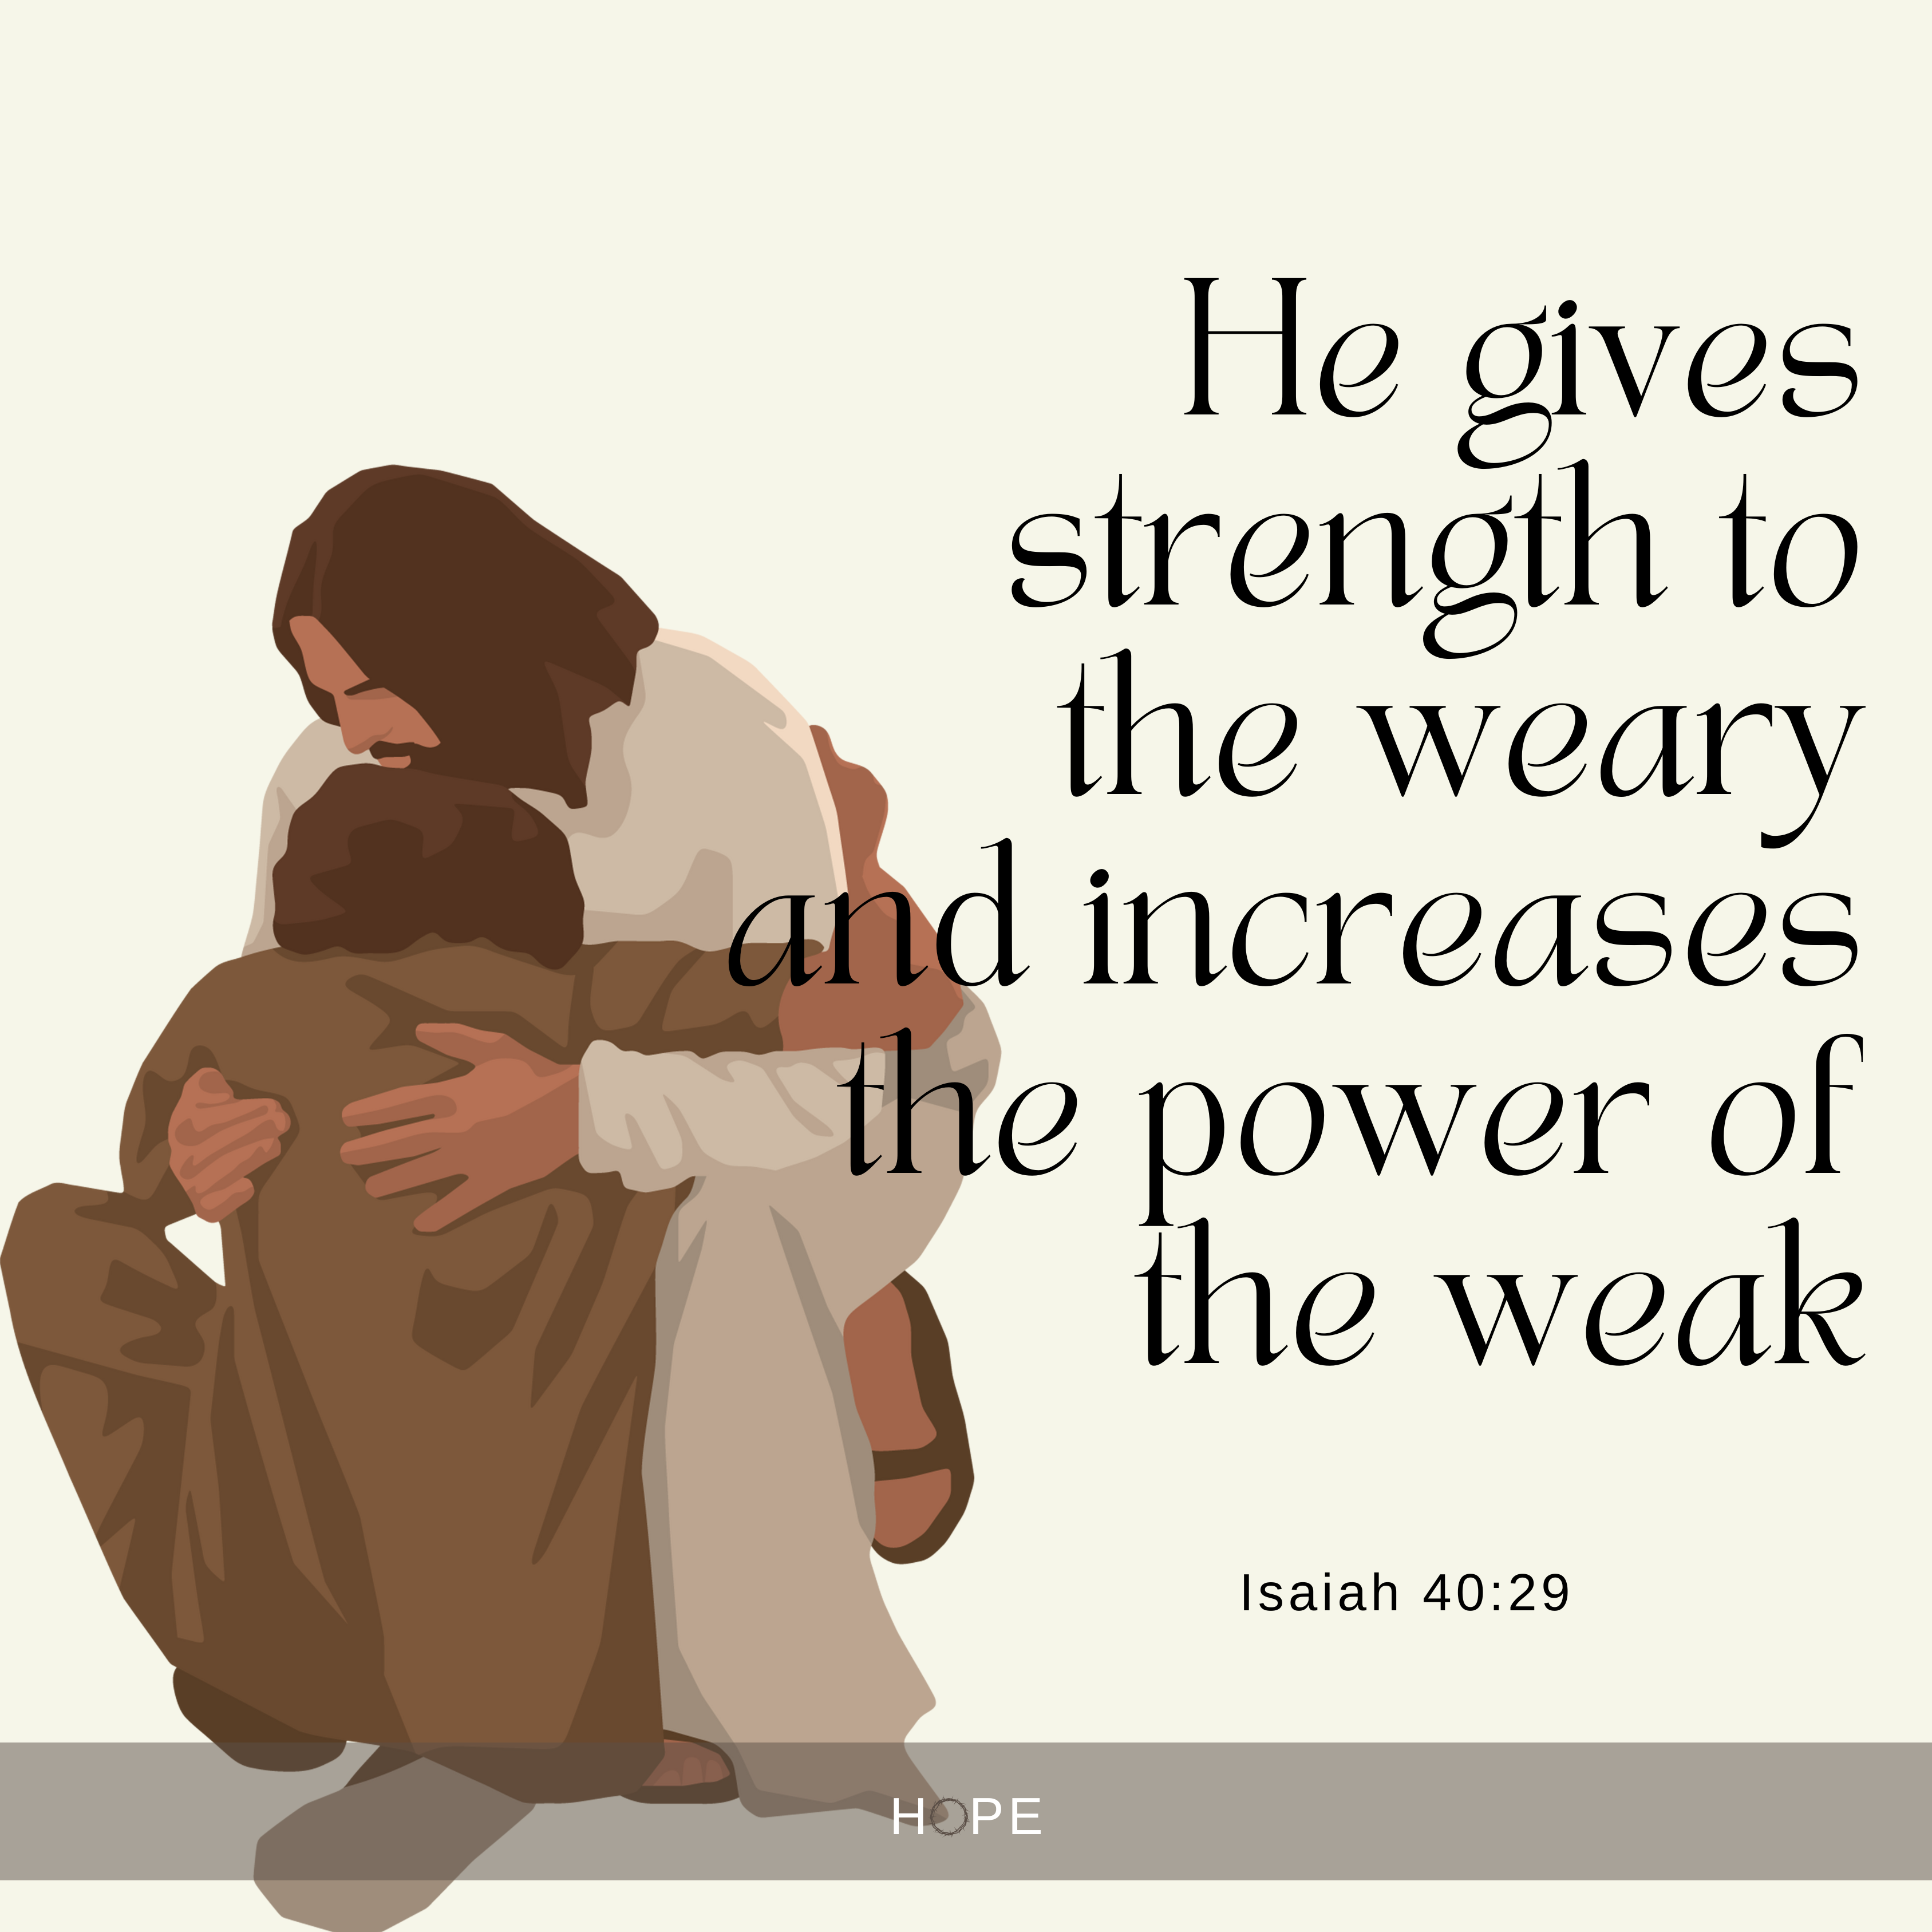 He gives
strength to
the weary
and increases
the power of
the weak
Isaiah 40:29
HOPE